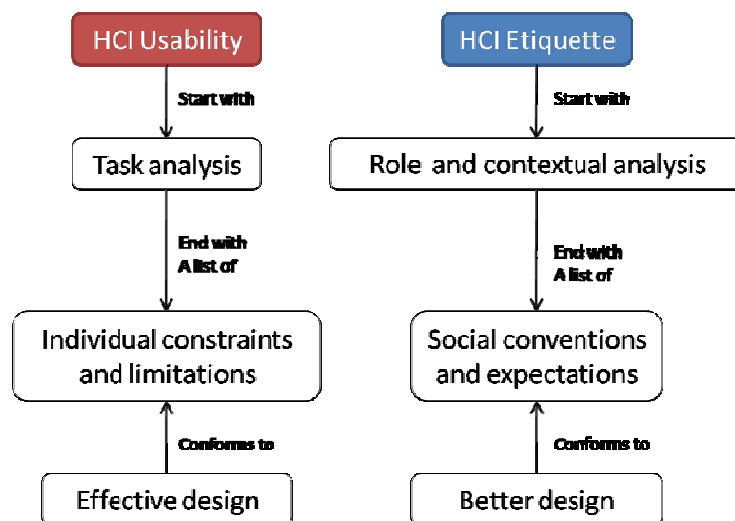 HCI Usability
Start with
Task analysis
End with
A list of
Individual constraints
and limitations
Conforms to
Effective design
HCI Etiquette
Start with
Role and contextual analysis
End with
A list of
Social conventions
and expectations
Conforms to
Better design